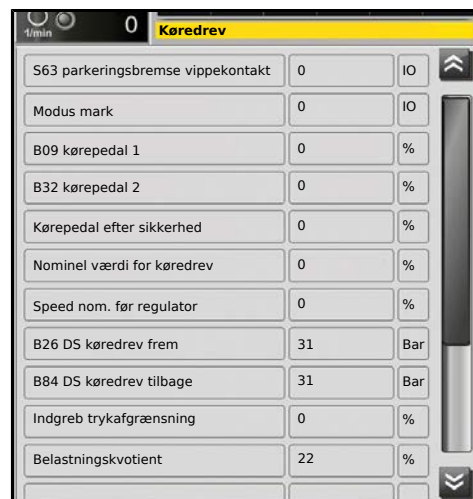 1/min 0 Køredrev
S63 parkeringsbremse vippekontakt 0 IO
Modus mark 0 IO
B09 kørepedal 1 0 %
B32 kørepedal 2 0 %
Kørepedal efter sikkerhed 0 %
Nominel værdi for køredrev 0 %
Speed nom. før regulator 0 %
B26 DS køredrev frem 31 Bar
B84 DS køredrev tilbage 31 Bar
Indgreb trykafgrænsning 0 %
Belastningskvotient 22 %